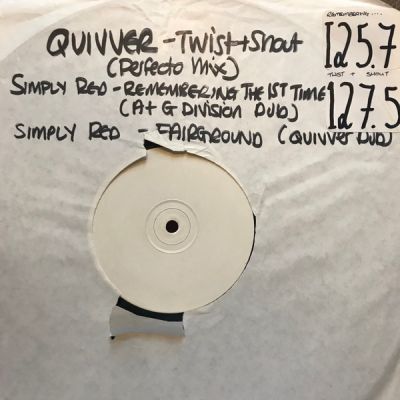 QUIVVER - Twist + Shout
(Perfecto Mix)
SIMPLY RED - REMEMBERING THE 1ST TIME
(A + G DIVISION DUB)
SIMPLY RED - FAIRGROUND (QUIVVER DUB)
REMEMBERING....
125.7
TWIST + SHOUT
127.5